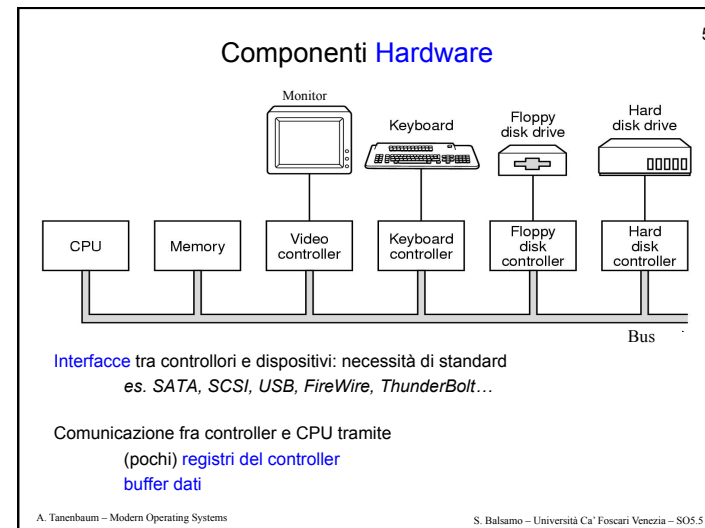 5
Componenti Hardware
Monitor
Keyboard
Floppy
disk drive
Hard
disk drive
CPU
Memory
Video
controller
Keyboard
controller
Floppy
disk
controller
Hard
disk
controller
Bus
Interfacce tra controllori e dispositivi: necessità di standard
es. SATA, SCSI, USB, FireWire, ThunderBolt…
Comunicazione fra controller e CPU tramite
(pochi) registri del controller
buffer dati
A. Tanenbaum – Modern Operating Systems
S. Balsamo – Università Ca’ Foscari Venezia – SO5.5